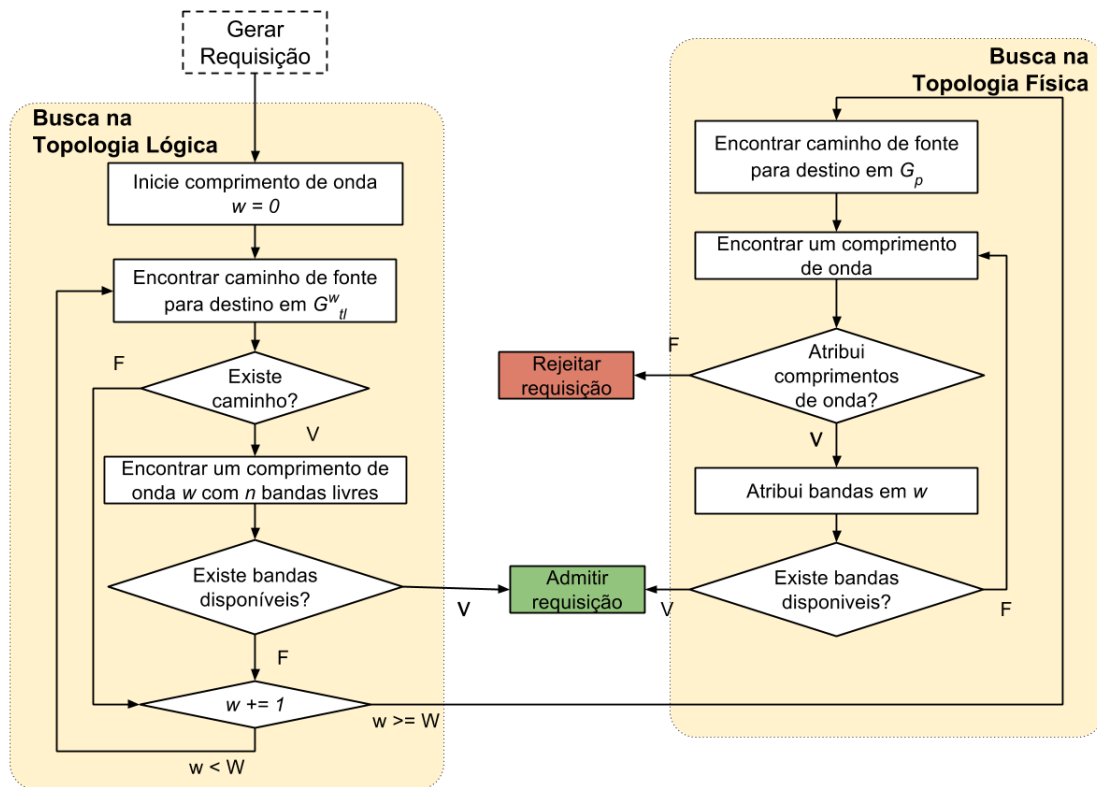 Gerar
Requisição
Busca na
Topologia Lógica
Inicie comprimento de onda
w = 0
Encontrar caminho de fonte
para destino em G^w_tl
F
Existe
caminho?
V
Encontrar um comprimento de
onda w com n bandas livres
Existe bandas
disponíveis?
V
F
w += 1
w >= W
w < W
Busca na
Topologia Física
Encontrar caminho de fonte
para destino em G_p
Encontrar um comprimento
de onda
F
Atribui
comprimentos
de onda?
V
Rejeitar
requisição
Atribui bandas em w
Existe bandas
disponiveis?
V
F
Admitir
requisição